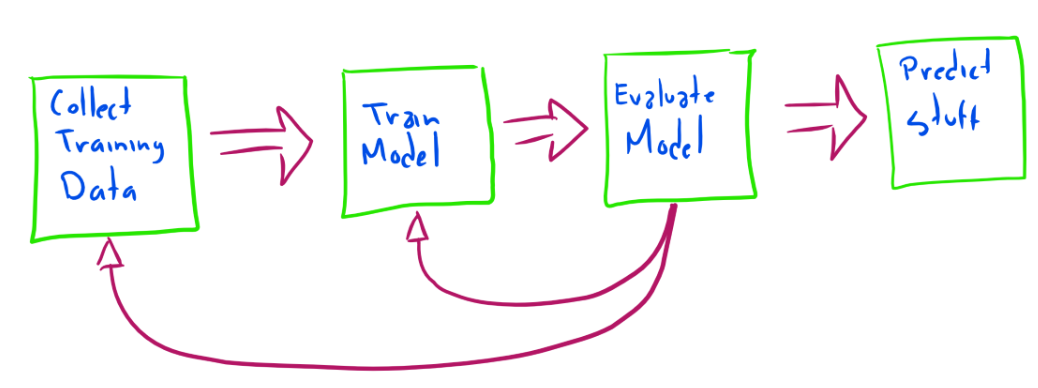 Collect
Training
Data
Train
Model
Evaluate
Model
Predict
stuff